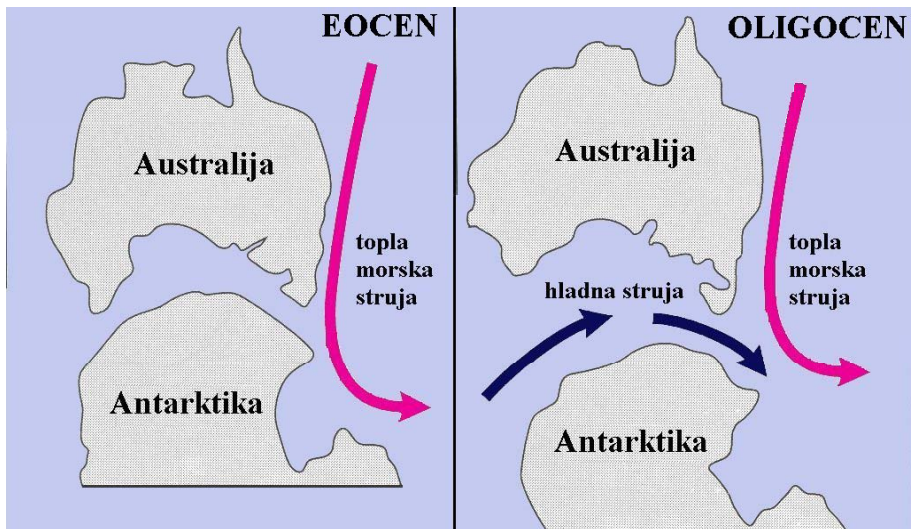 EOCEN
Australija
topla
morska
struja
Antarktika
OLIGOCEN
Australija
topla
morska
struja
hladna struja
Antarktika